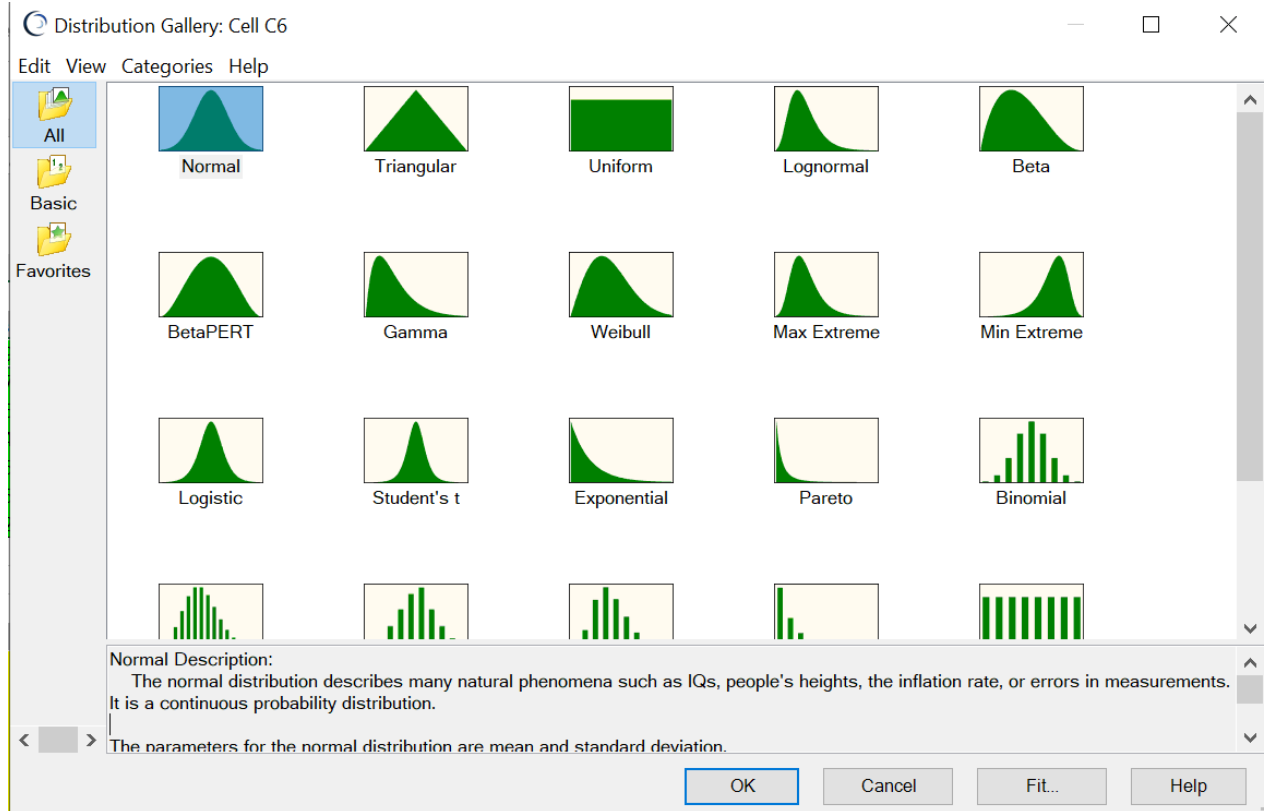 Distribution Gallery: Cell C6
Edit View Categories Help
All
Basic
Favorites
Normal Triangular Uniform Lognormal Beta
BetaPERT Gamma Weibull Max Extreme Min Extreme
Logistic Student's t Exponential Pareto Binomial
Normal Description:
The normal distribution describes many natural phenomena such as IQs, people's heights, the inflation rate, or errors in measurements.
It is a continuous probability distribution.
The parameters for the normal distribution are mean and standard deviation.
OK Cancel Fit... Help